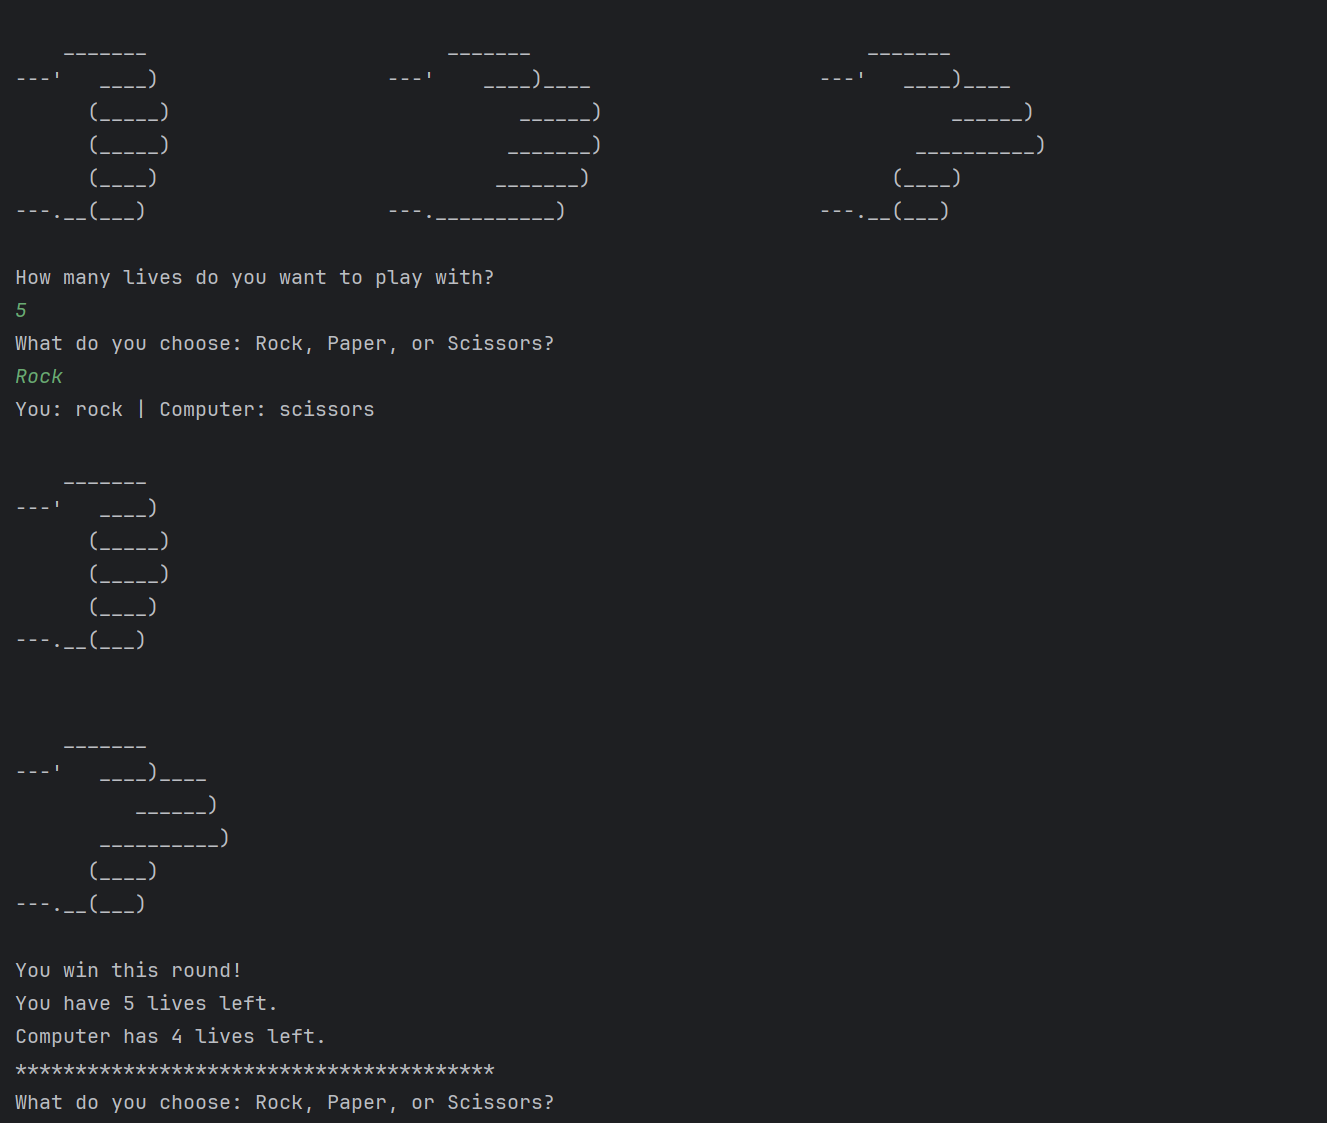 _______                         _______                            _______
---'   ____)                   ---'    ____)____                   ---'   ____)____
      (_____)                             ______)                             ______)
      (_____)                            _______)                          __________)
      (____)                            _______)                         (____)
---.__(___)                    ---.__________)                     ---.__(___)
How many lives do you want to play with?
5
What do you choose: Rock, Paper, or Scissors?
Rock
You: rock | Computer: scissors
    _______
---'   ____)
      (_____)
      (_____)
      (____)
---.__(___)
    _______
---'   ____)____
          ______)
       __________)
      (____)
---.__(___)
You win this round!
You have 5 lives left.
Computer has 4 lives left.
****************************************
What do you choose: Rock, Paper, or Scissors?